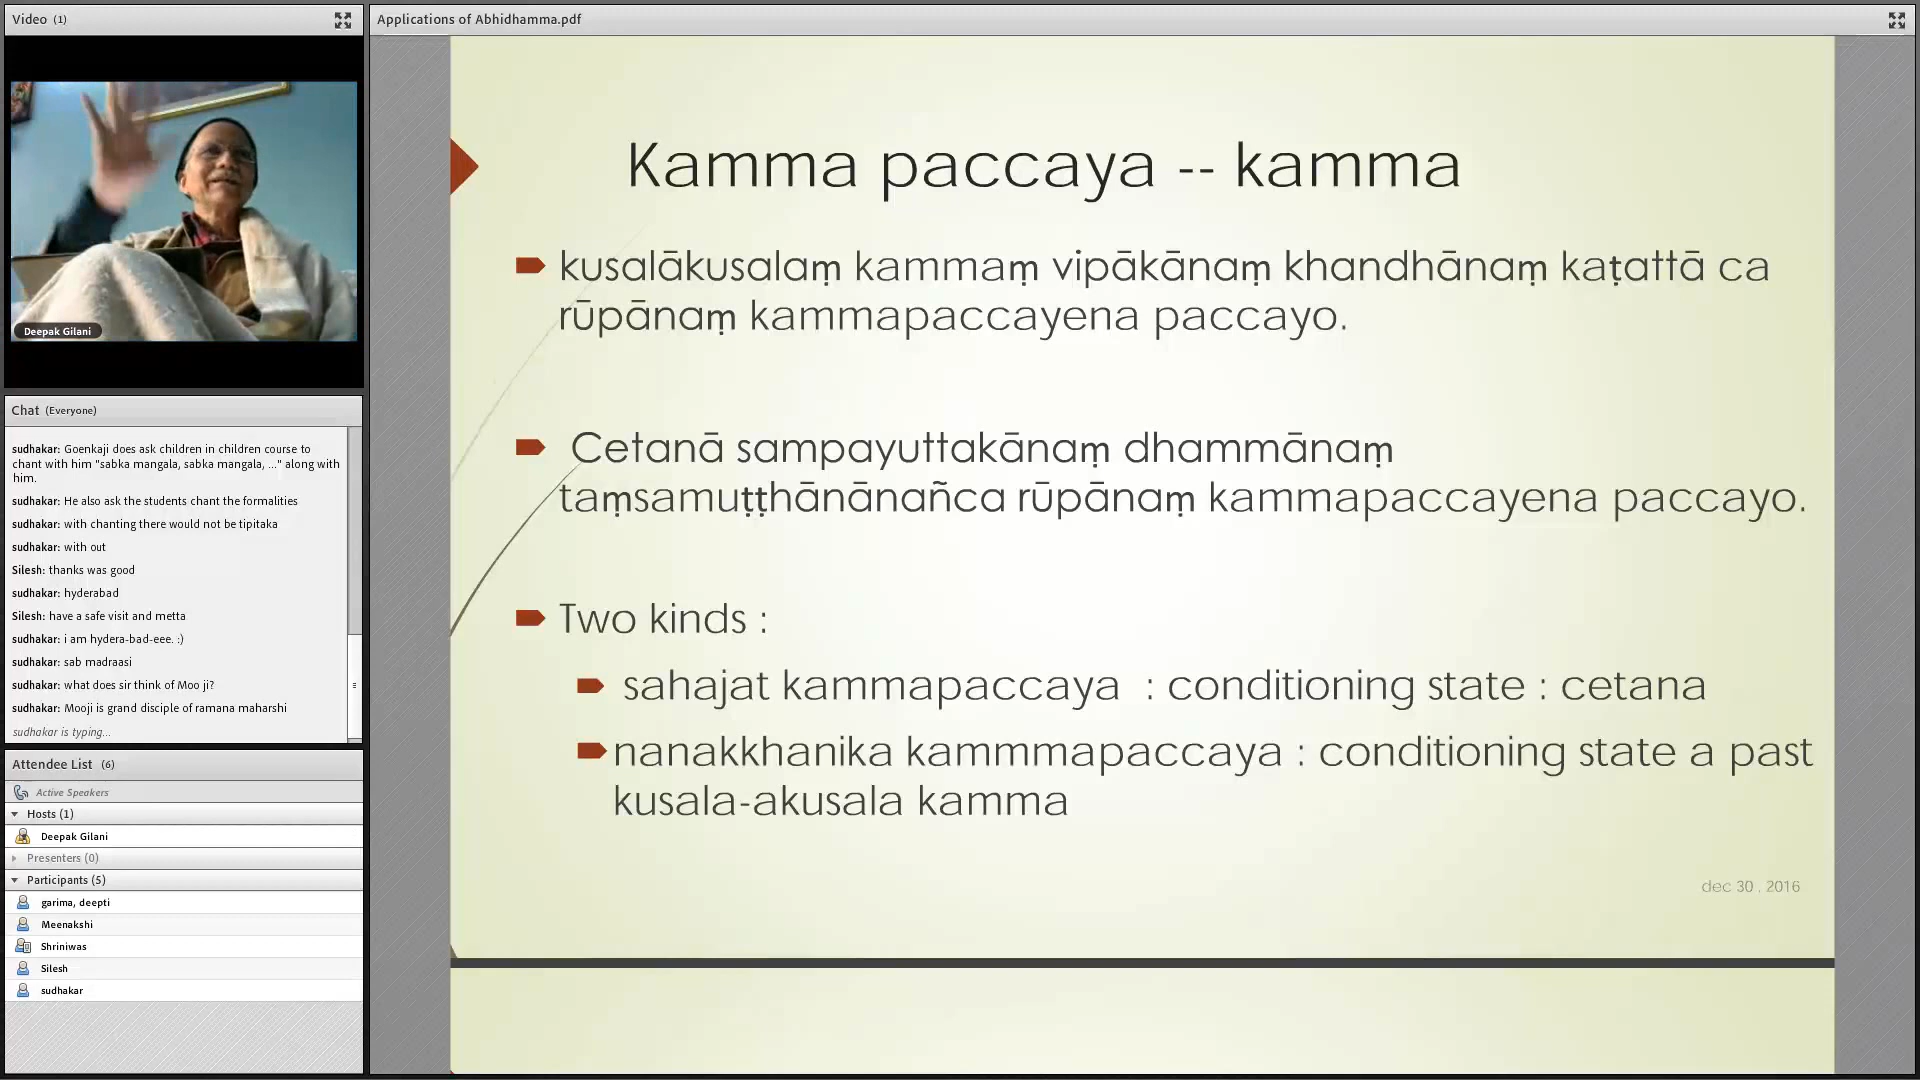 Video (1)
Deepak Gilani
Chat (Everyone)
sudhakar: Goenkaji does ask children in children course to
chant with him "sabka mangala, sabka mangala, ..." along with
him.
sudhakar: He also ask the students chant the formalities
sudhakar: with chanting there would not be tipitaka
sudhakar: with out
Silesh: thanks was good
sudhakar: hyderabad
Silesh: have a safe visit and metta
sudhakar: i am hydera-bad-eee. :)
sudhakar: sab madraasi
sudhakar: what does sir think of Moo ji?
sudhakar: Mooji is grand disciple of ramana maharshi
sudhakar is typing...
Attendee List (6)
Active Speakers
Hosts (1)
Deepak Gilani
Presenters (0)
Participants (5)
garima, deepti
Meenakshi
Shriniwas
Silesh
sudhakar
Applications of Abhidhamma.pdf
Kamma paccaya -- kamma
kusalākusalaṃ kammaṃ vipākānaṃ khandhānaṃ kaṭattā ca
rūpānaṃ kammapaccayena paccayo.
Cetanā sampayuttakānaṃ dhammānaṃ
taṃsamuṭṭhānānañca rūpānaṃ kammapaccayena paccayo.
Two kinds :
sahajat kammapaccaya : conditioning state : cetana
nanakkhanika kammmapaccaya : conditioning state a past
kusala-akusala kamma
dec 30 , 2016